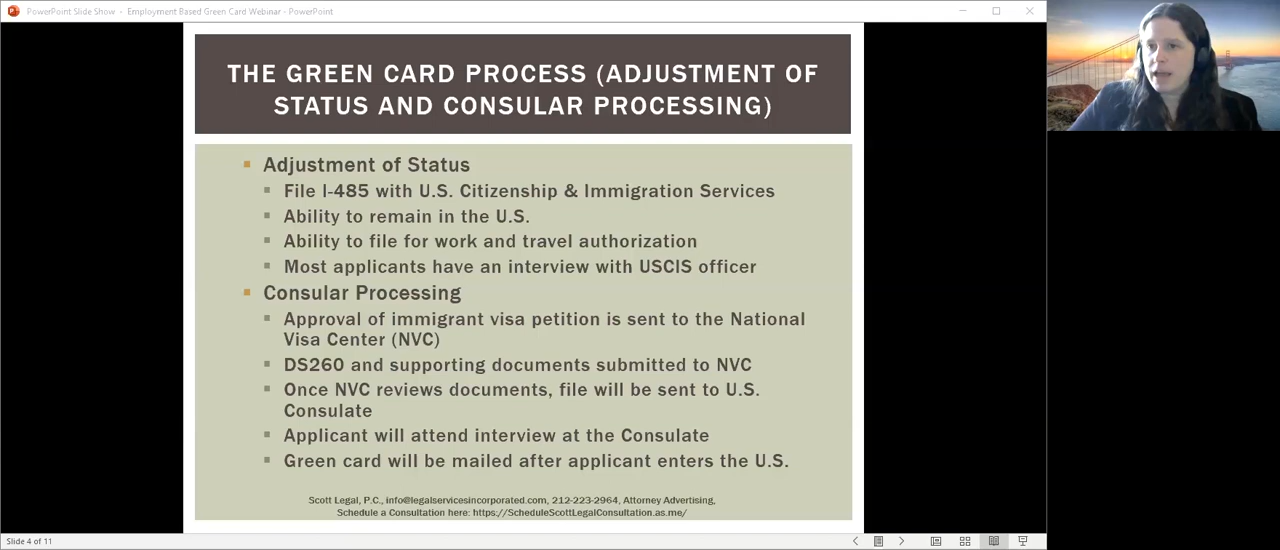 PowerPoint Slide Show - Employment Based Green Card Webinar - PowerPoint
THE GREEN CARD PROCESS (ADJUSTMENT OF
STATUS AND CONSULAR PROCESSING)
Adjustment of Status
File I-485 with U.S. Citizenship & Immigration Services
Ability to remain in the U.S.
Ability to file for work and travel authorization
Most applicants have an interview with USCIS officer
Consular Processing
Approval of immigrant visa petition is sent to the National
Visa Center (NVC)
DS260 and supporting documents submitted to NVC
Once NVC reviews documents, file will be sent to U.S.
Consulate
Applicant will attend interview at the Consulate
Green card will be mailed after applicant enters the U.S.
Scott Legal, P.C., info@legalservicesincorporated.com, 212-223-2964, Attorney Advertising,
Schedule a Consultation here: https://ScheduleScottLegalConsultation.as.me/
Slide 4 of 11